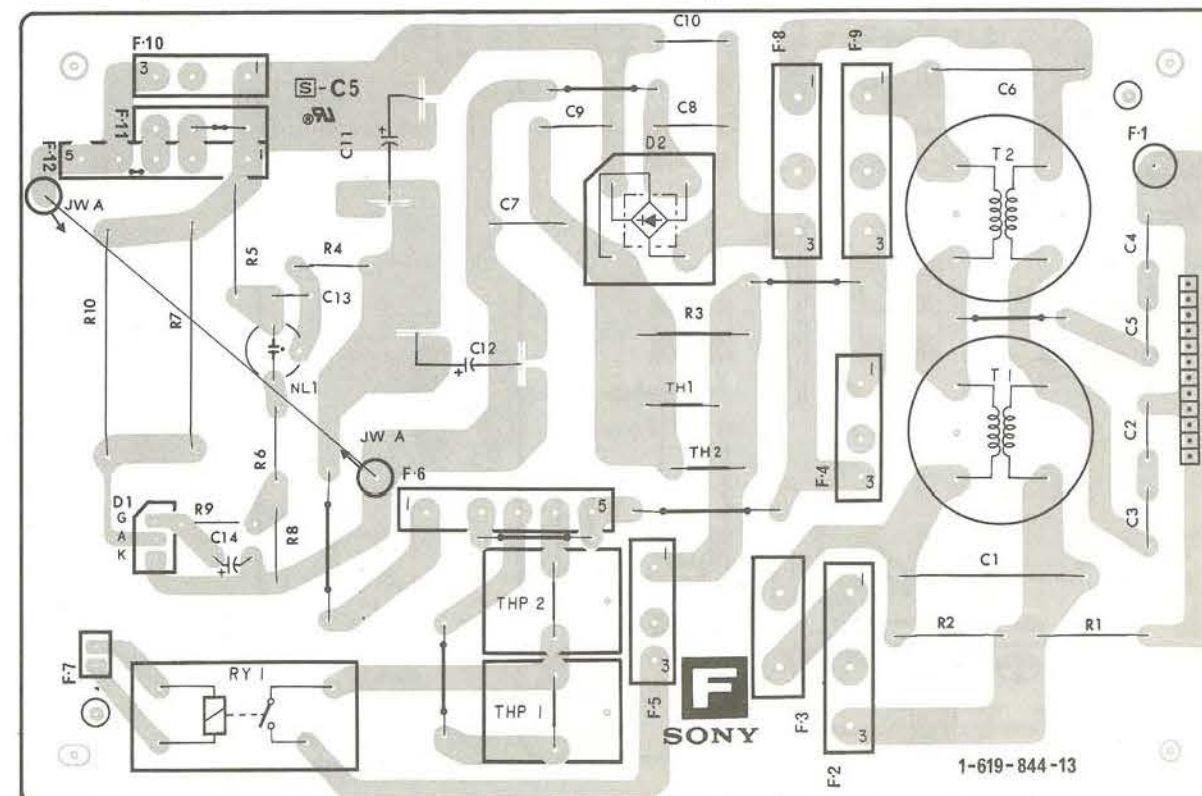 C10
F-10
3
1
F-8
F-9
S-C5
C11
+
C9
C8
C6
F-11
F-12
5
1
D2
1
1
T2
F-1
JW A
R5
R4
C7
C4
3
3
R10
R7
C13
R3
C5
NL1
+
C12
TH1
1
T1
C2
R6
JW A
F-6
TH2
F-4
3
D1
G
A
K
R9
C14
+
R8
1
5
C3
1
C1
THP 2
1
R2
R1
F-7
RY 1
THP 1
3
F-5
F
SONY
F-3
F-2
3
1-619-844-13